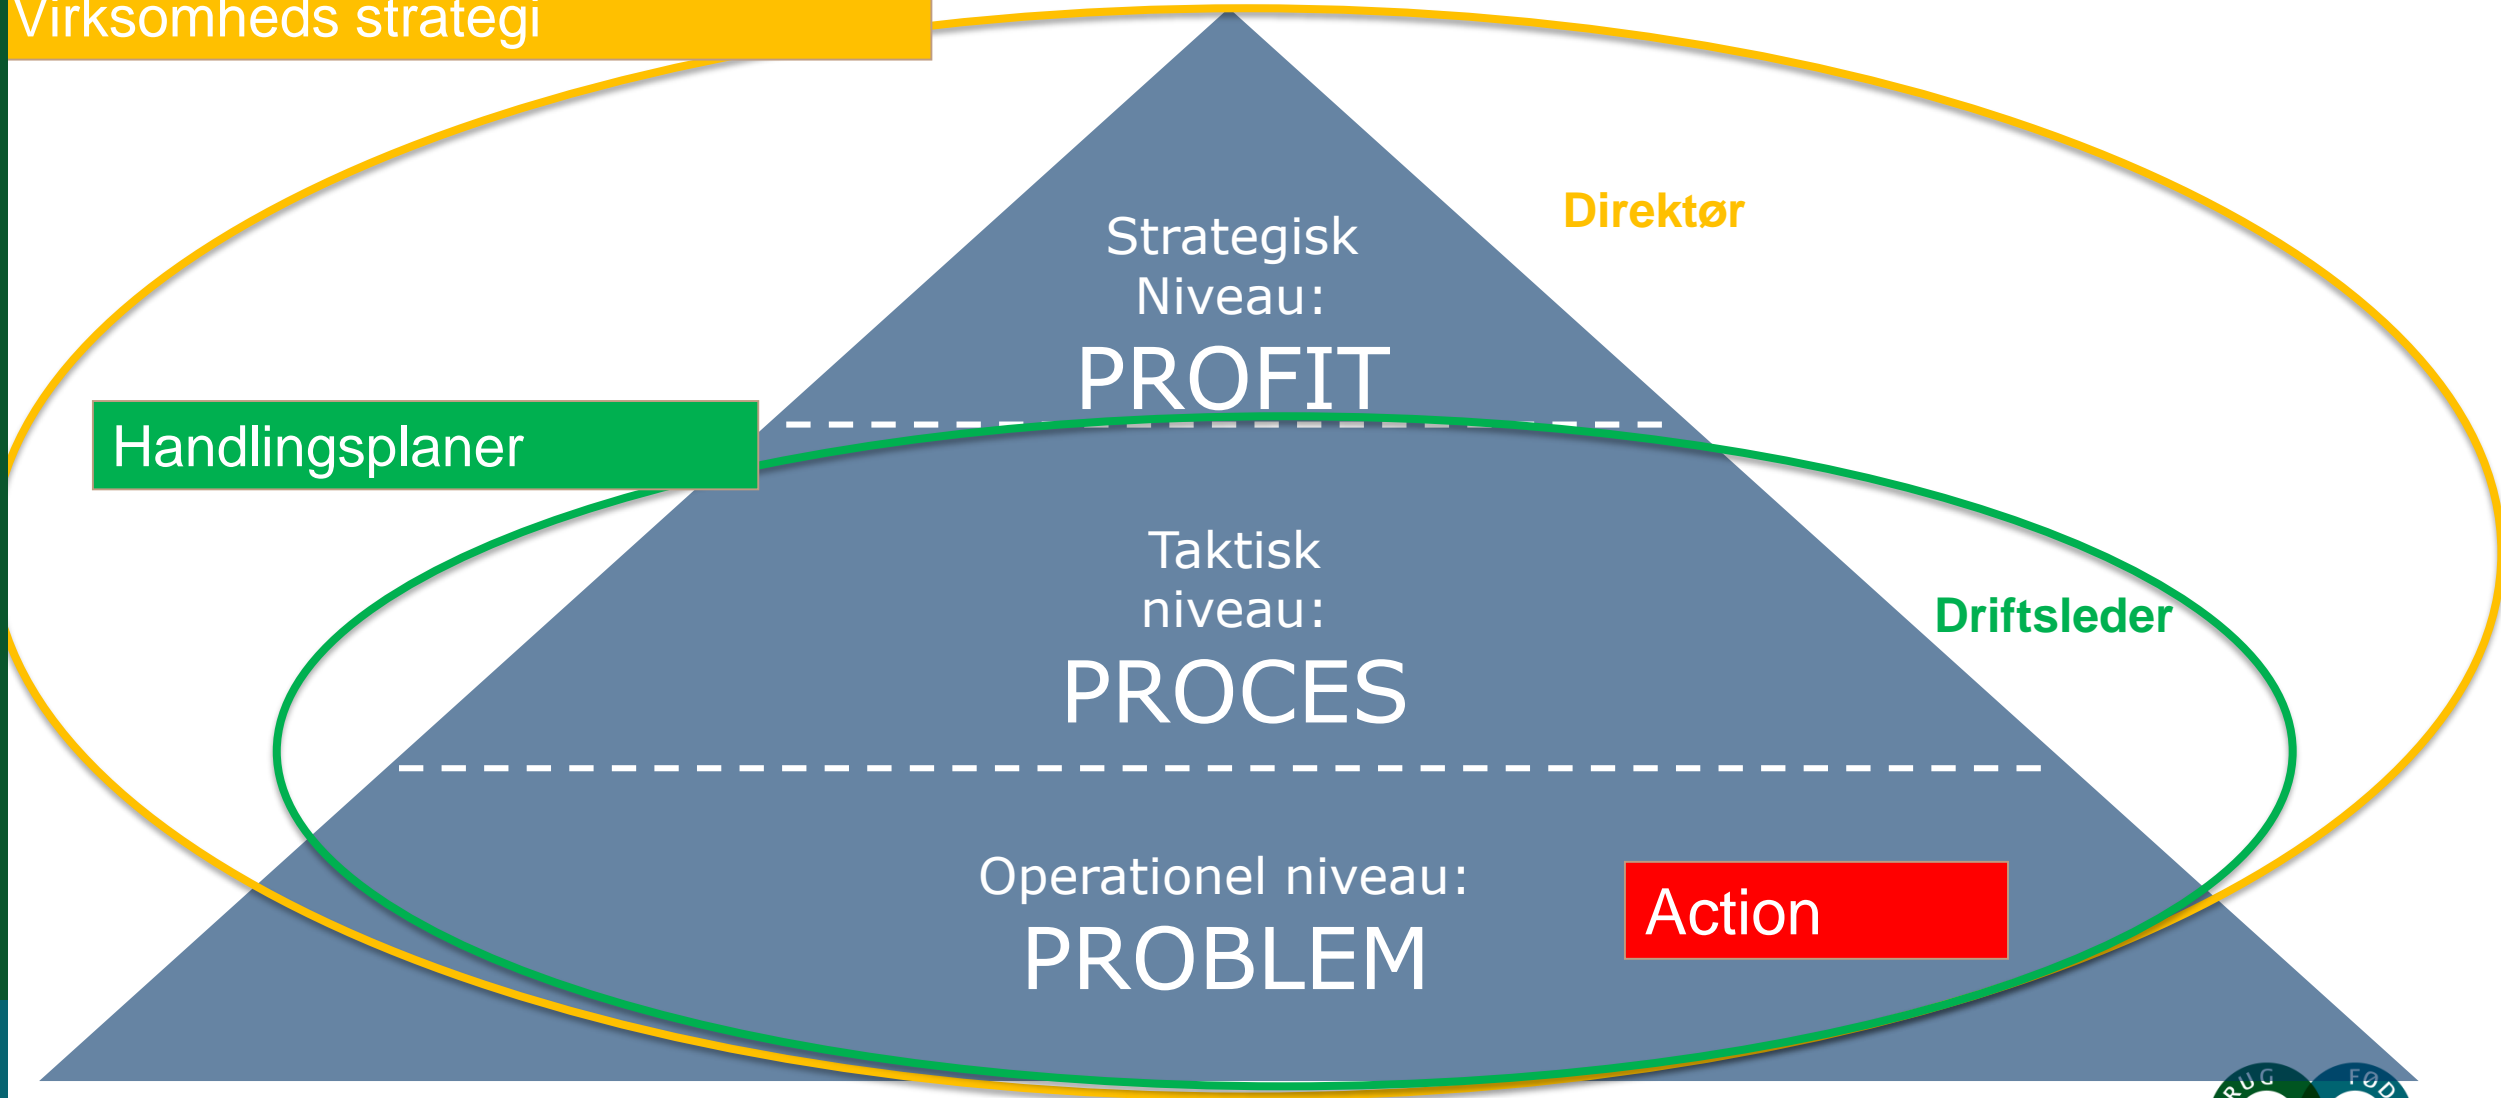 Virksomheds strategi
Direktør
Strategisk
Niveau:
PROFIT
Handlingsplaner
Taktisk
niveau:
Driftsleder
PROCES
Operationel niveau:
PROBLEM
Action